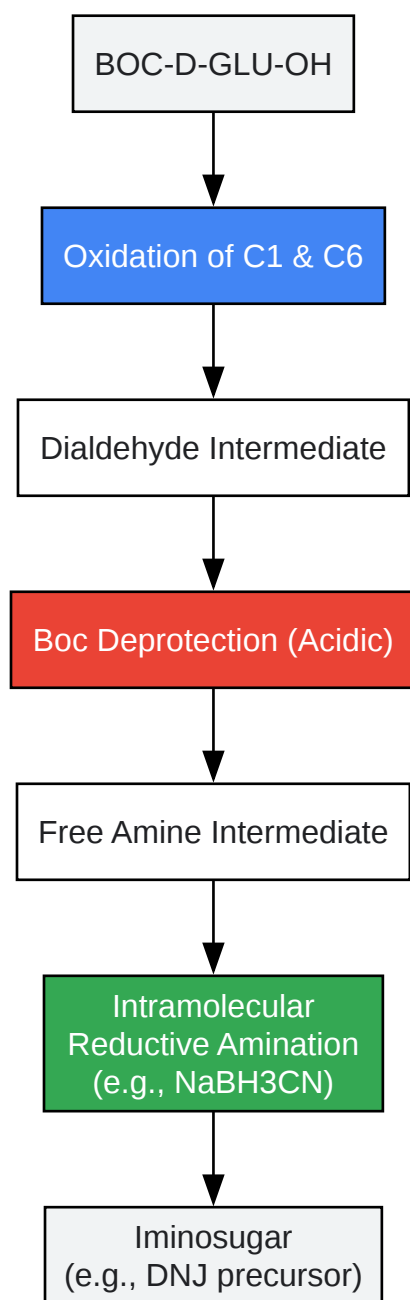 BOC-D-GLU-OH
Oxidation of C1 & C6
Dialdehyde Intermediate
Boc Deprotection (Acidic)
Free Amine Intermediate
Intramolecular
Reductive Amination
(e.g., NaBH3CN)
Iminosugar
(e.g., DNJ precursor)